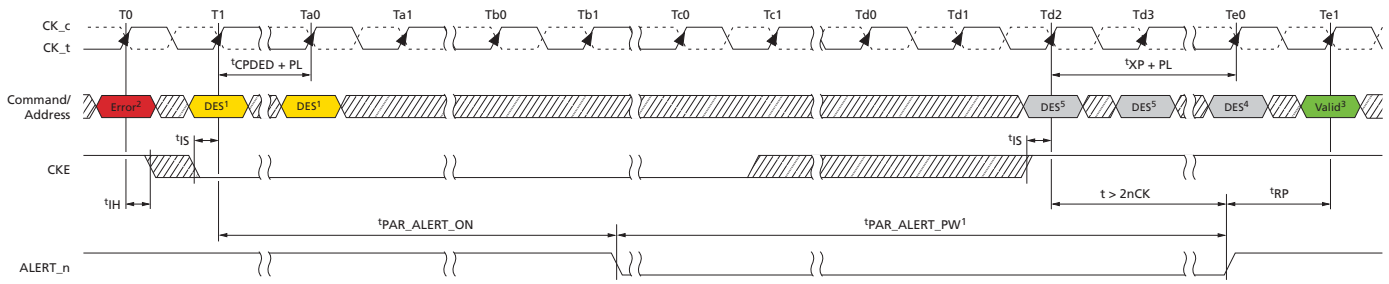 T0 T1 Ta0 Ta1 Tb0 Tb1 Tc0 Tc1 Td0 Td1 Td2 Td3 Te0 Te1
CK_c
CK_t
tCPDED + PL tXP + PL
Command/
Address
Error² DES¹ DES¹ DES⁵ DES⁵ DES⁴ Valid³
tIS tIS
CKE
tIH t > 2nCK tRP
tPAR_ALERT_ON tPAR_ALERT_PW¹
ALERT_n